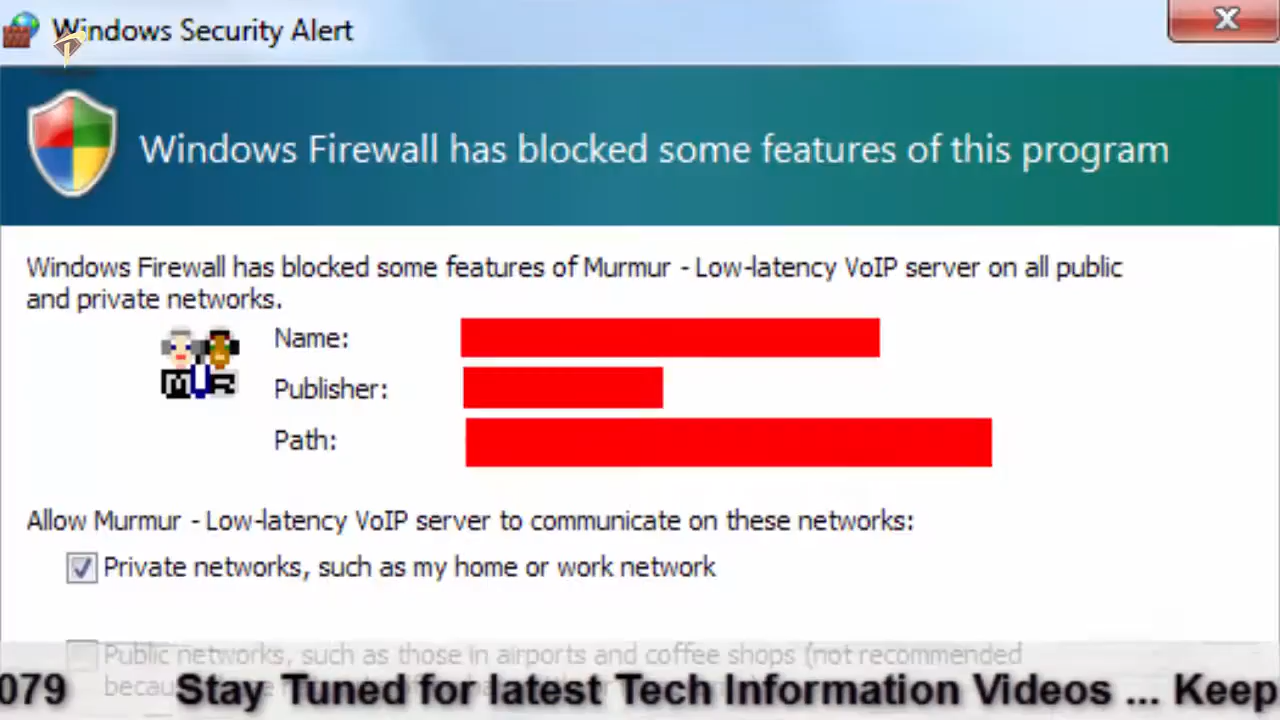 Windows Security Alert
Windows Firewall has blocked some features of this program
Windows Firewall has blocked some features of Murmur - Low-latency VoIP server on all public
and private networks.
Name:
Publisher:
Path:
Allow Murmur - Low-latency VoIP server to communicate on these networks:
Private networks, such as my home or work network
Public networks, such as those in airports and coffee shops (not recommended
079 Stay Tuned for latest Tech Information Videos ... Keep